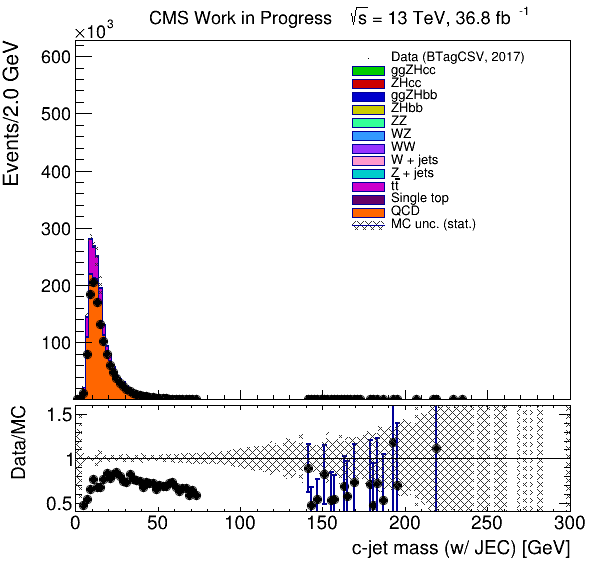 CMS Work in Progress √s = 13 TeV, 36.8 fb⁻¹
×10³
Events/2.0 GeV
600
500
400
300
200
100
Data (BTagCSV, 2017)
ggZHcc
ZHcc
ggZHbb
ZHbb
ZZ
WZ
WW
W + jets
Z + jets
tt̅
Single top
QCD
MC unc. (stat.)
Data/MC
1.5
1
0.5
0 50 100 150 200 250 300
c-jet mass (w/ JEC) [GeV]